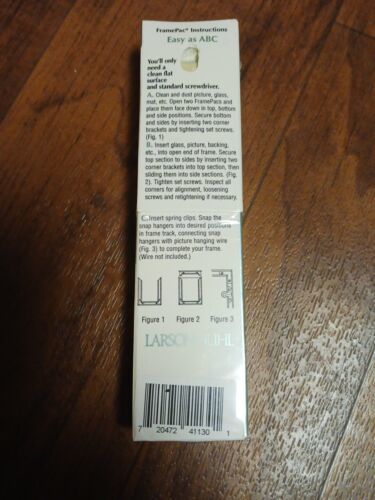 FramePac® Instructions
Easy as ABC
You'll only
need a
clean flat
surface
and standard screwdriver.
A. Clean and dust picture, glass,
mat, etc. Open two FramePacs and
place them face down in top, bottom
and side positions. Secure bottom
and sides by inserting two corner
brackets and tightening set screws.
(Fig. 1)
B. Insert glass, picture, backing,
etc., into open end of frame. Secure
top section to sides by inserting two
corner brackets into top section, then
sliding them into side sections. (Fig.
2). Tighten set screws. Inspect all
corners for alignment, loosening
screws and retightening if necessary.
C. Insert spring clips. Snap the
snap hangers into desired positions
in frame track, connecting snap
hangers with picture hanging wire
(Fig. 3) to complete your frame.
(Wire not included.)
Figure 1 Figure 2 Figure 3
LARSON-JUHL
7 20472 41130 1